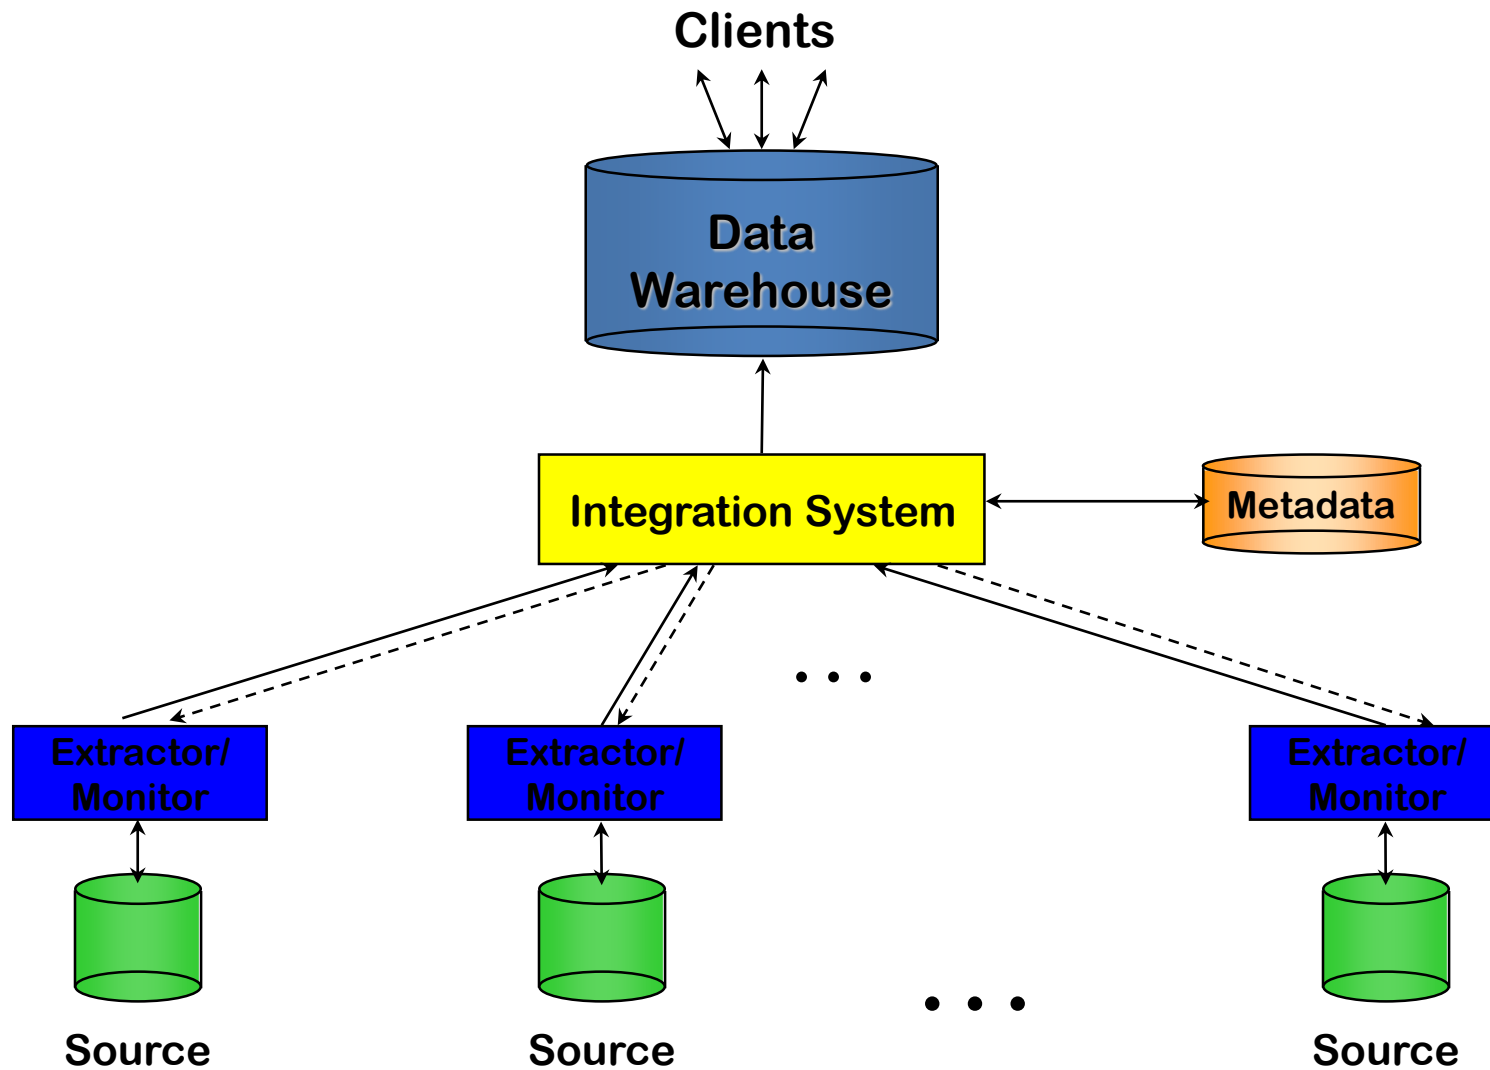 Clients
Data
Warehouse
Integration System
Metadata
. . .
Extractor/
Monitor
Extractor/
Monitor
Extractor/
Monitor
. . .
Source
Source
Source